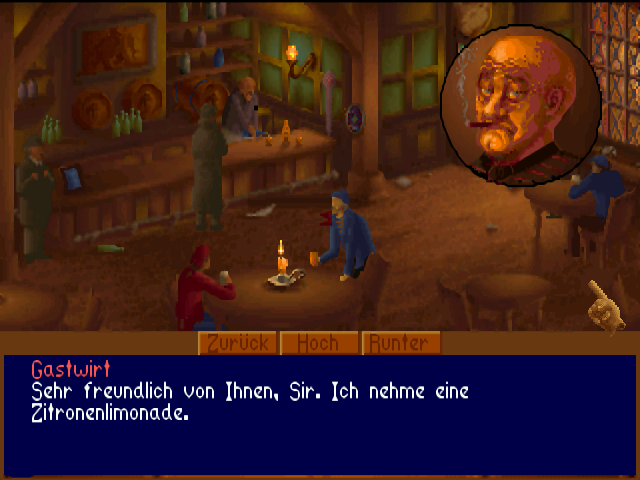 Zurück Hoch Runter
Gastwirt
Sehr freundlich von Ihnen, Sir. Ich nehme eine
Zitronenlimonade.